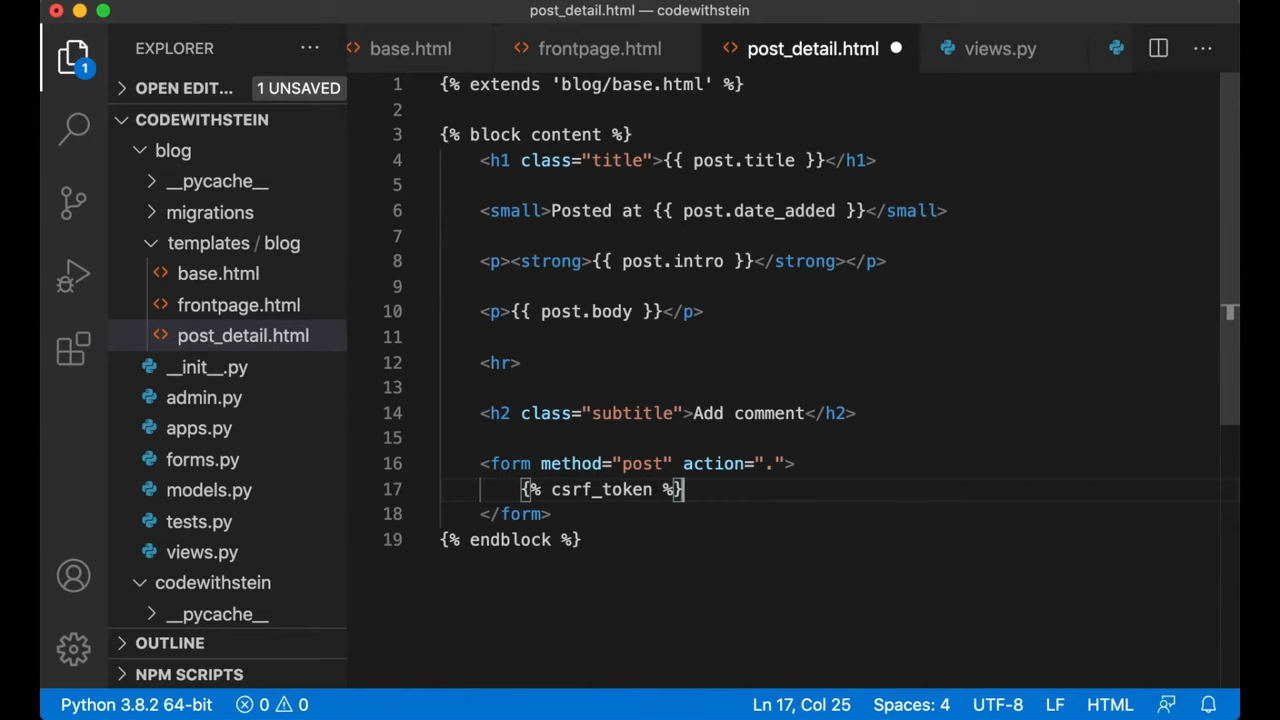 post_detail.html — codewithstein
EXPLORER
base.html
frontpage.html
post_detail.html
views.py
1
OPEN EDIT...
1 UNSAVED
CODEWITHSTEIN
blog
__pycache__
migrations
templates / blog
base.html
frontpage.html
post_detail.html
__init__.py
admin.py
apps.py
forms.py
models.py
tests.py
views.py
codewithstein
__pycache__
OUTLINE
NPM SCRIPTS
1 {% extends 'blog/base.html' %}
2
3 {% block content %}
4 <h1 class="title">{{ post.title }}</h1>
5
6 <small>Posted at {{ post.date_added }}</small>
7
8 <p><strong>{{ post.intro }}</strong></p>
9
10 <p>{{ post.body }}</p>
11
12 <hr>
13
14 <h2 class="subtitle">Add comment</h2>
15
16 <form method="post" action=".">
17 {% csrf_token %}
18 </form>
19 {% endblock %}
Python 3.8.2 64-bit 0 0 Ln 17, Col 25 Spaces: 4 UTF-8 LF HTML